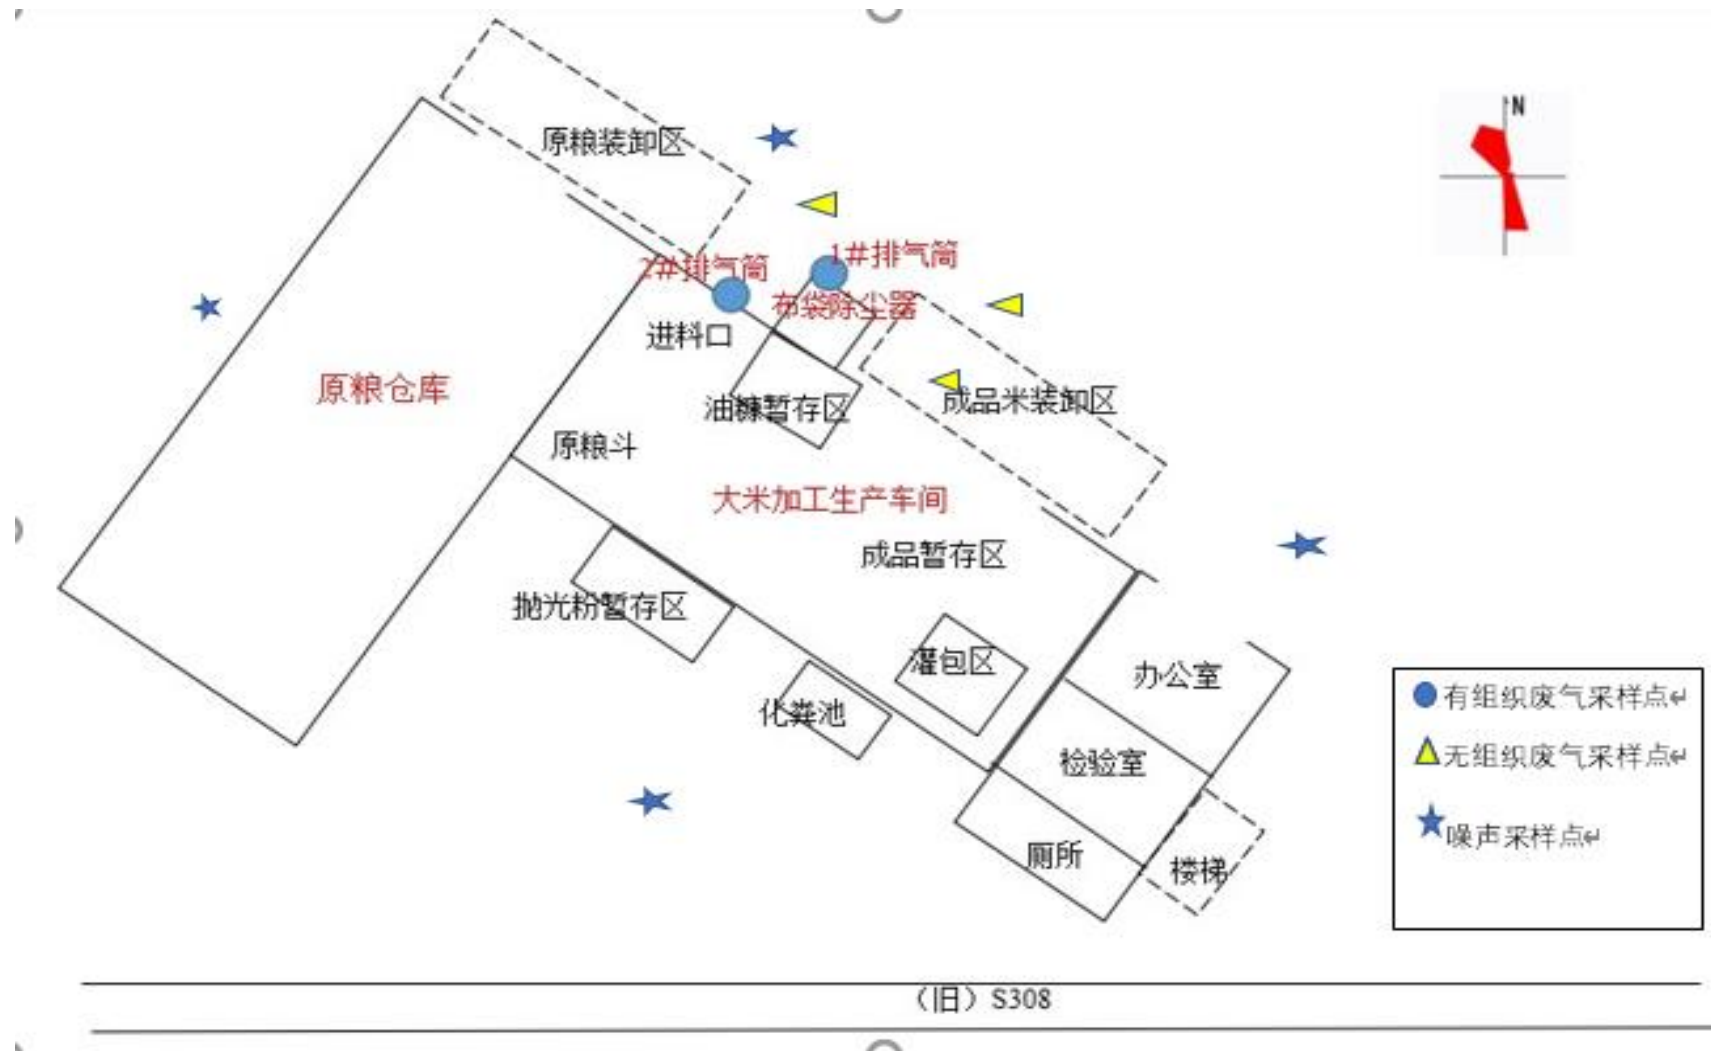 N
原粮装卸区
1#排气筒
2#排气筒
布袋除尘器
进料口
原粮仓库
成品米装卸区
油糠暂存区
原粮斗
大米加工生产车间
成品暂存区
抛光粉暂存区
灌包区
办公室
化粪池
检验室
厕所
楼梯
有组织废气采样点↵
无组织废气采样点↵
噪声采样点↵
（旧）S308